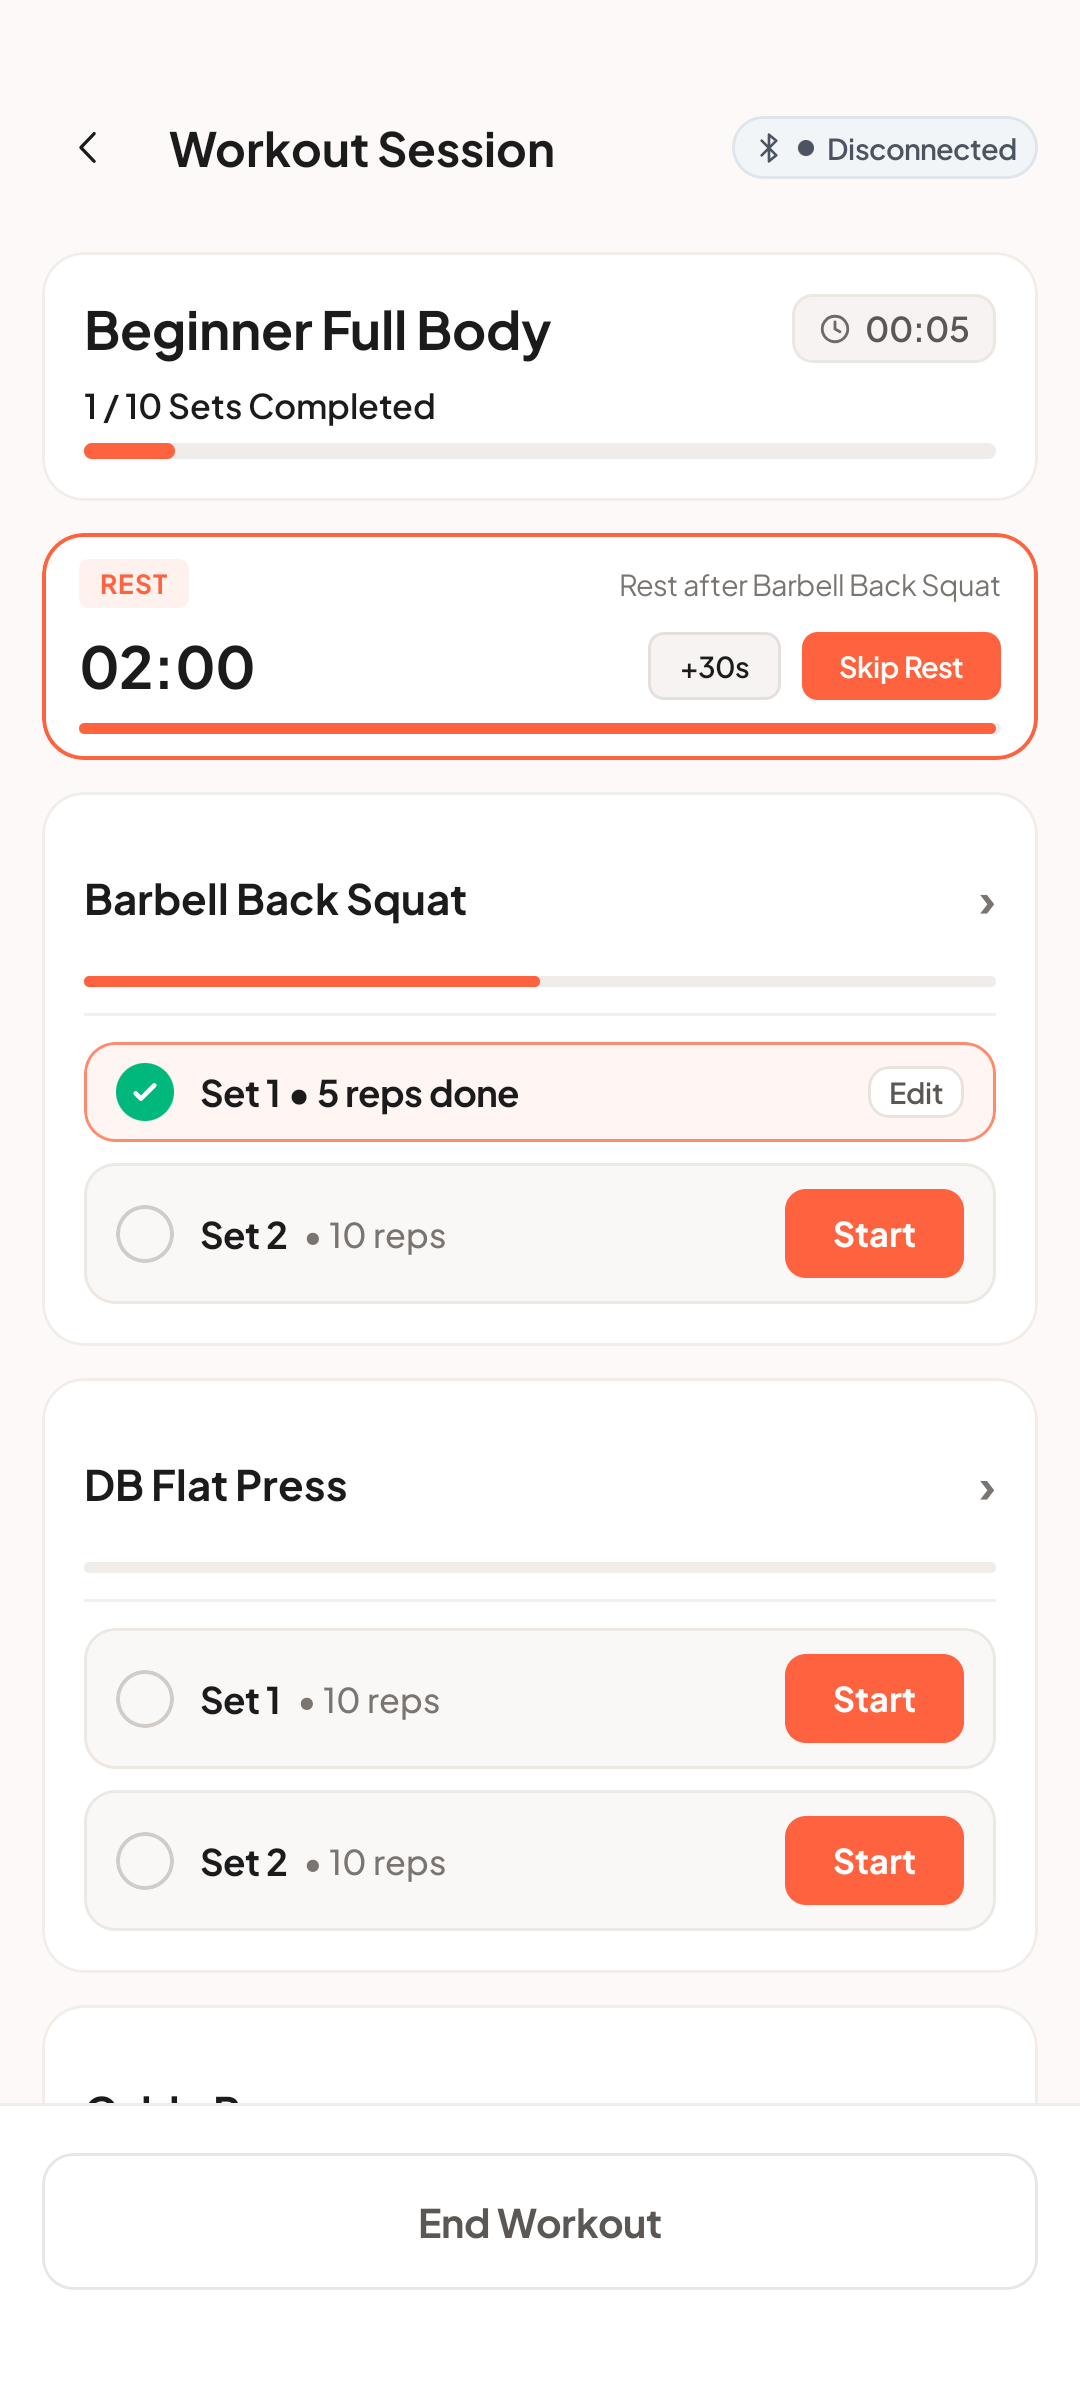 Workout Session
Disconnected
Beginner Full Body
00:05
1 / 10 Sets Completed
REST
Rest after Barbell Back Squat
02:00
+30s
Skip Rest
Barbell Back Squat
›
Set 1 • 5 reps done
Edit
Set 2 • 10 reps
Start
DB Flat Press
›
Set 1 • 10 reps
Start
Set 2 • 10 reps
Start
End Workout